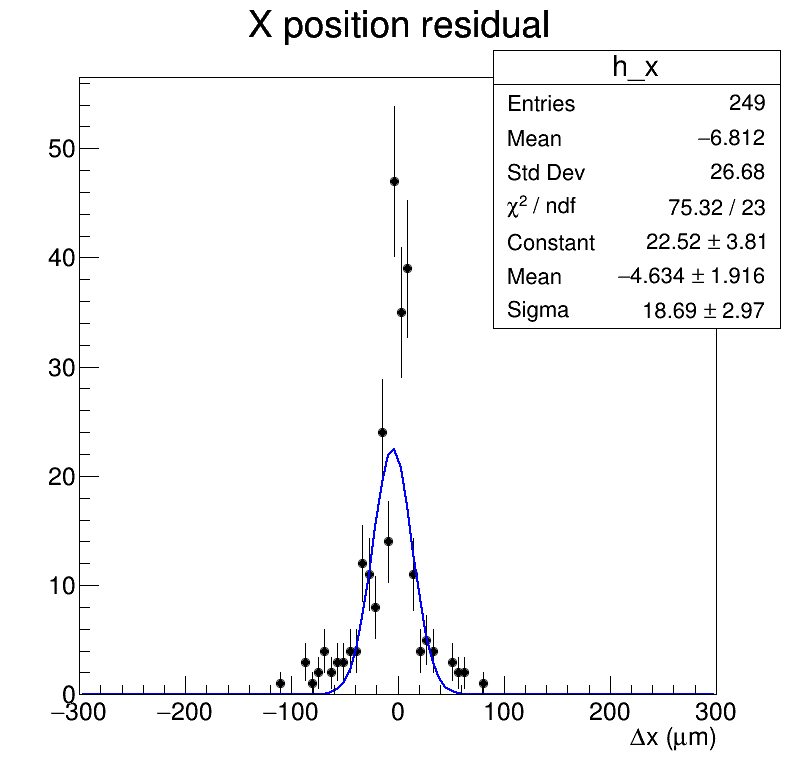 X position residual
h_x
Entries 249
Mean −6.812
Std Dev 26.68
χ² / ndf 75.32 / 23
Constant 22.52 ± 3.81
Mean −4.634 ± 1.916
Sigma 18.69 ± 2.97
50
40
30
20
10
0
−300 −200 −100 0 100 200 300
Δx (μm)